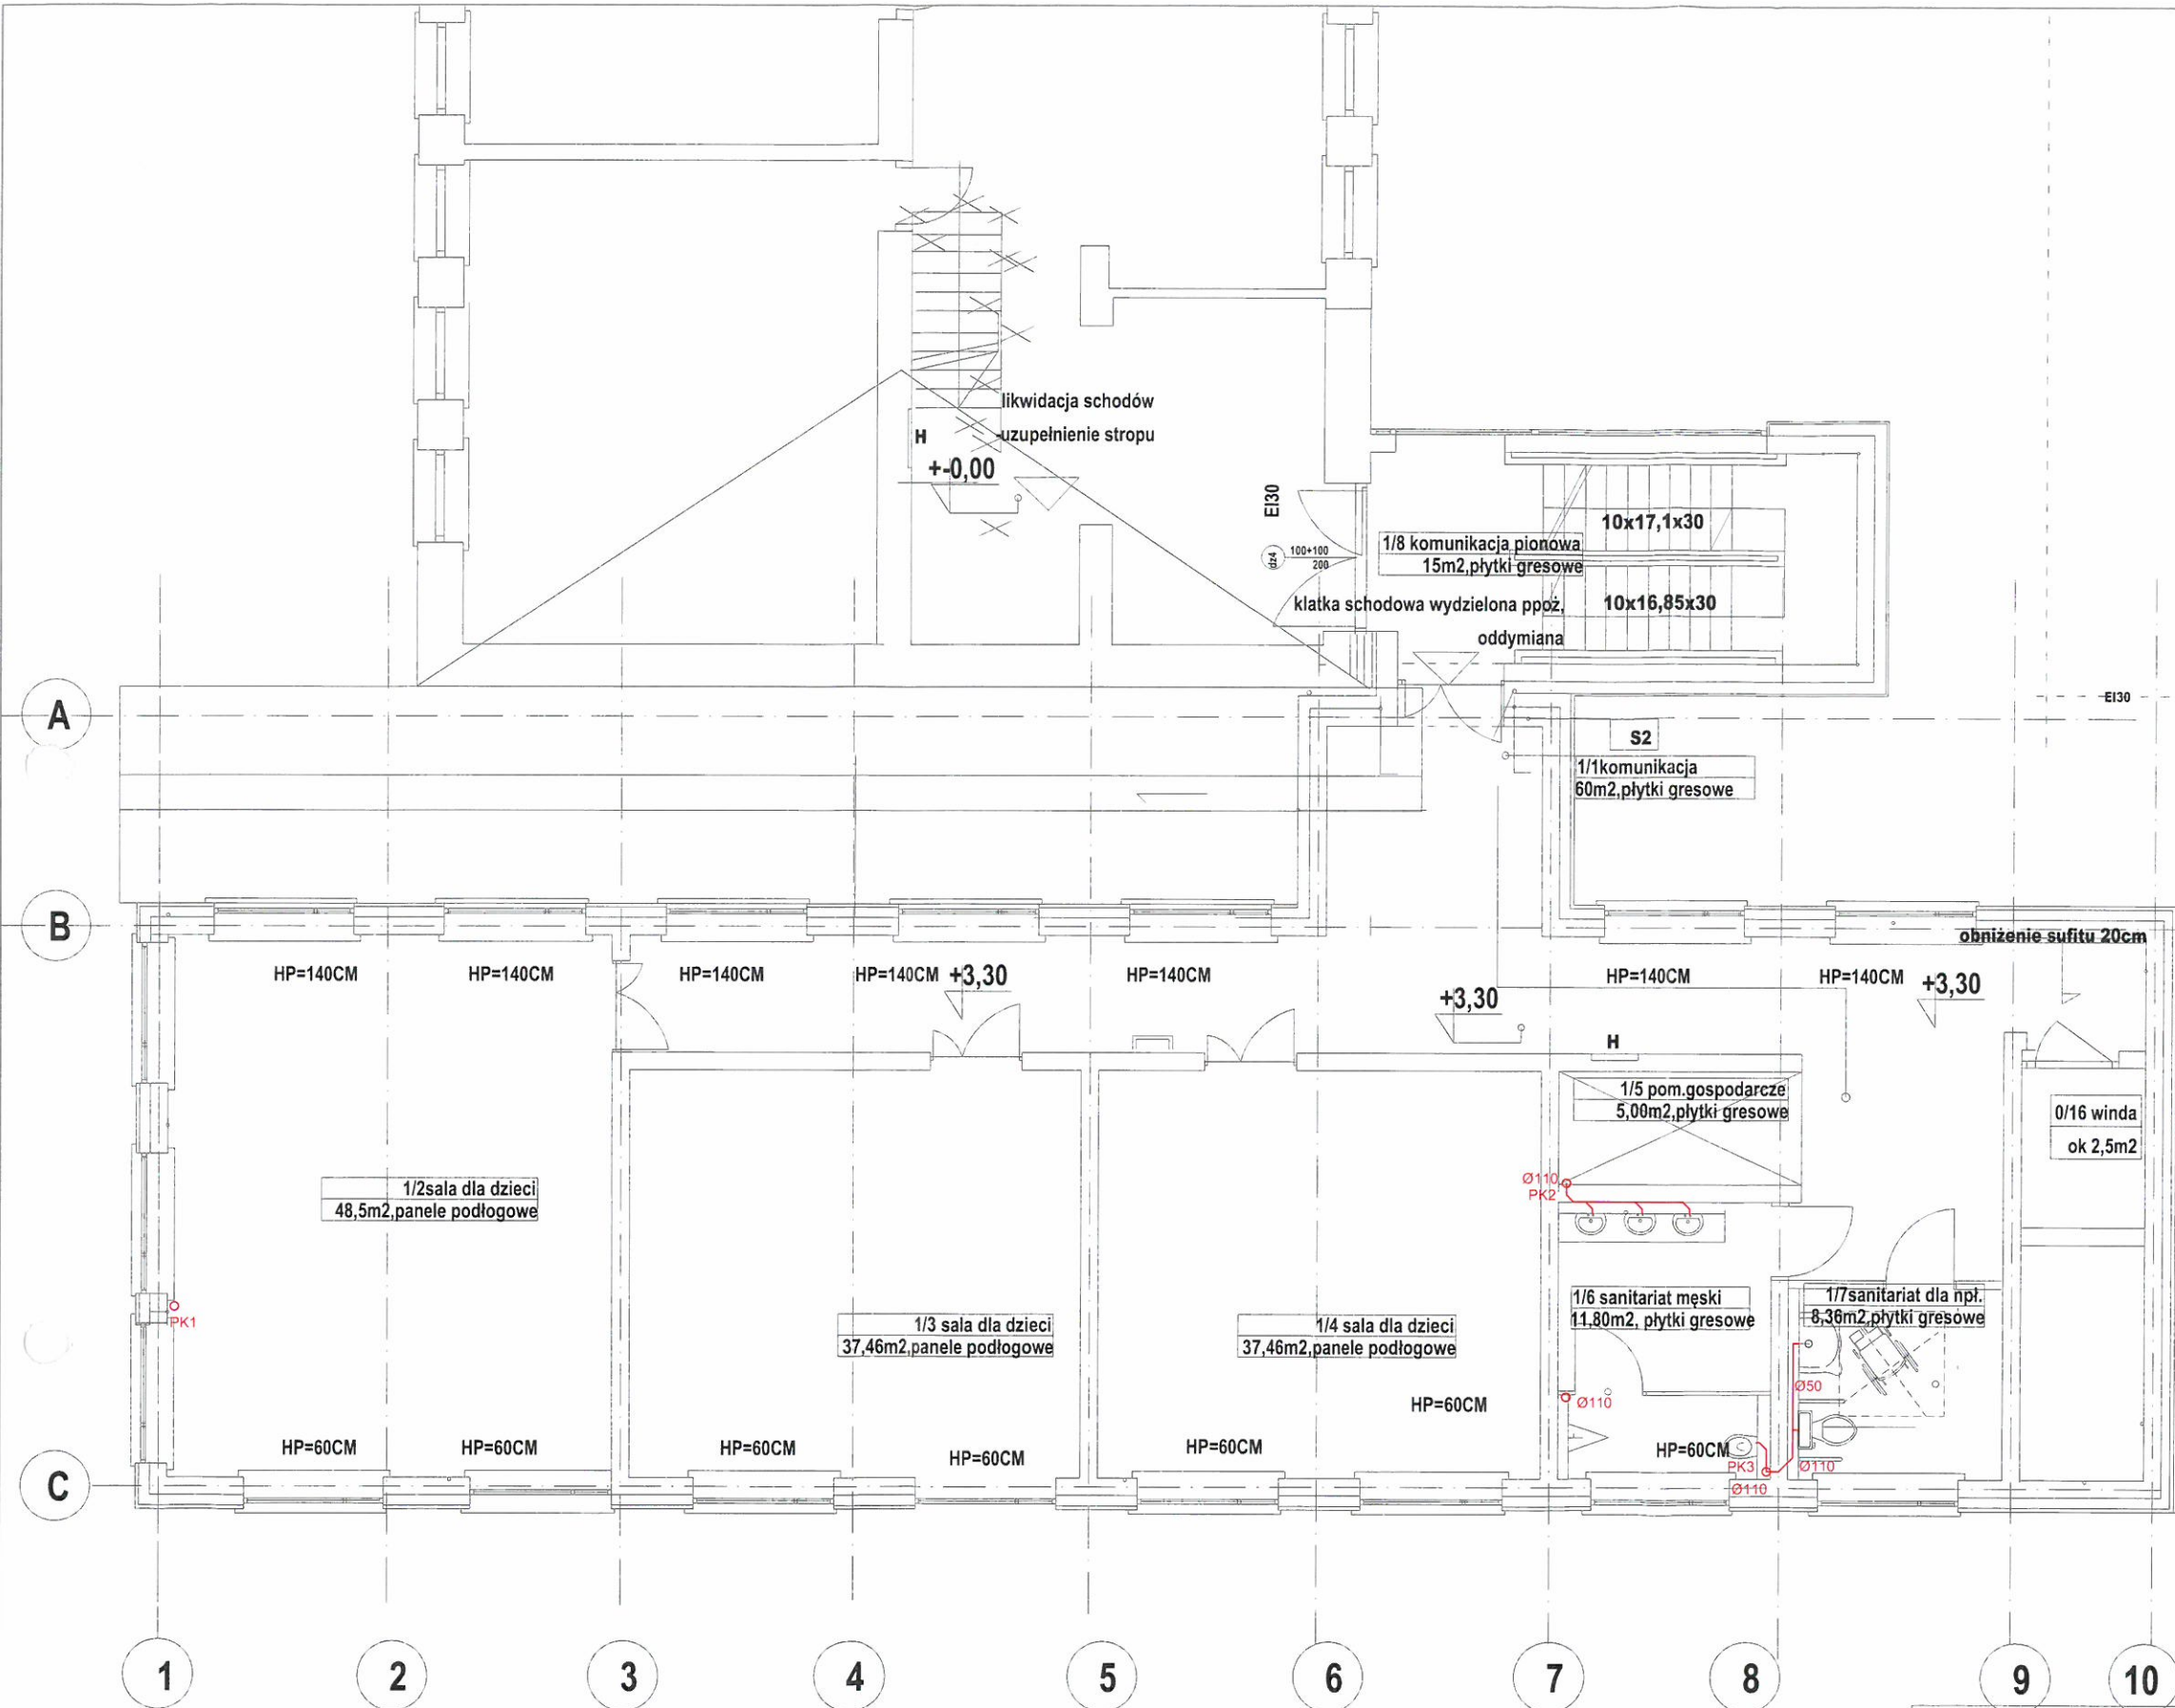 likwidacja schodów
H
-uzupełnienie stropu
+-0,00
EI30
dz4
100+100
200
10x17,1x30
1/8 komunikacja pionowa
15m2,płytki gresowe
klatka schodowa wydzielona ppoż,
10x16,85x30
oddymiana
A
EI30
S2
1/1komunikacja
60m2,płytki gresowe
B
obniżenie sufitu 20cm
HP=140CM
HP=140CM
HP=140CM
HP=140CM
+3,30
HP=140CM
+3,30
HP=140CM
HP=140CM
+3,30
H
1/5 pom.gospodarcze
5,00m2,płytki gresowe
0/16 winda
ok 2,5m2
1/2sala dla dzieci
48,5m2,panele podłogowe
Ø110
PK2
PK1
1/3 sala dla dzieci
37,46m2,panele podłogowe
1/4 sala dla dzieci
37,46m2,panele podłogowe
1/6 sanitariat męski
11,80m2, płytki gresowe
1/7sanitariat dla npł.
8,36m2,płytki gresowe
Ø50
HP=60CM
Ø110
HP=60CM
HP=60CM
HP=60CM
HP=60CM
HP=60CM
HP=60CM
PK3
Ø110
Ø110
C
1
2
3
4
5
6
7
8
9
10